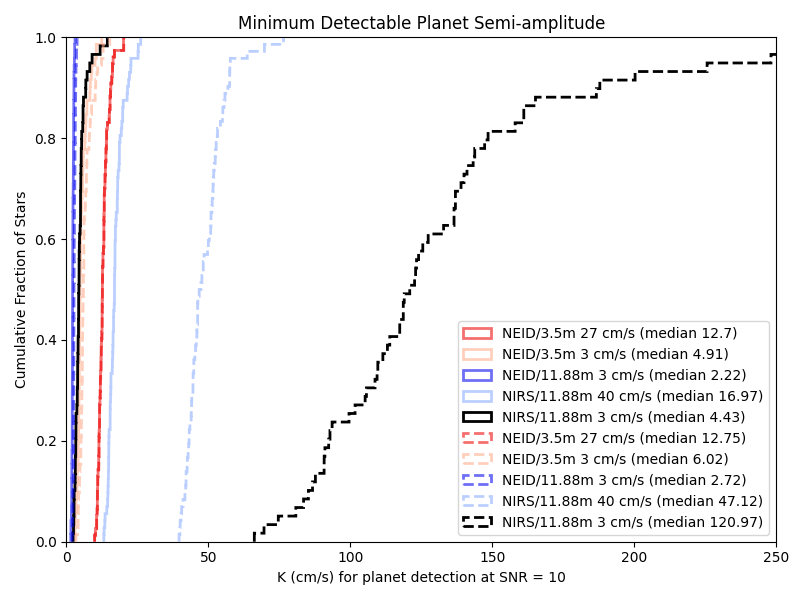 Minimum Detectable Planet Semi-amplitude
1.0
0.8
0.6
0.4
0.2
0.0
Cumulative Fraction of Stars
NEID/3.5m 27 cm/s (median 12.7)
NEID/3.5m 3 cm/s (median 4.91)
NEID/11.88m 3 cm/s (median 2.22)
NIRS/11.88m 40 cm/s (median 16.97)
NIRS/11.88m 3 cm/s (median 4.43)
NEID/3.5m 27 cm/s (median 12.75)
NEID/3.5m 3 cm/s (median 6.02)
NEID/11.88m 3 cm/s (median 2.72)
NIRS/11.88m 40 cm/s (median 47.12)
NIRS/11.88m 3 cm/s (median 120.97)
0 50 100 150 200 250
K (cm/s) for planet detection at SNR = 10